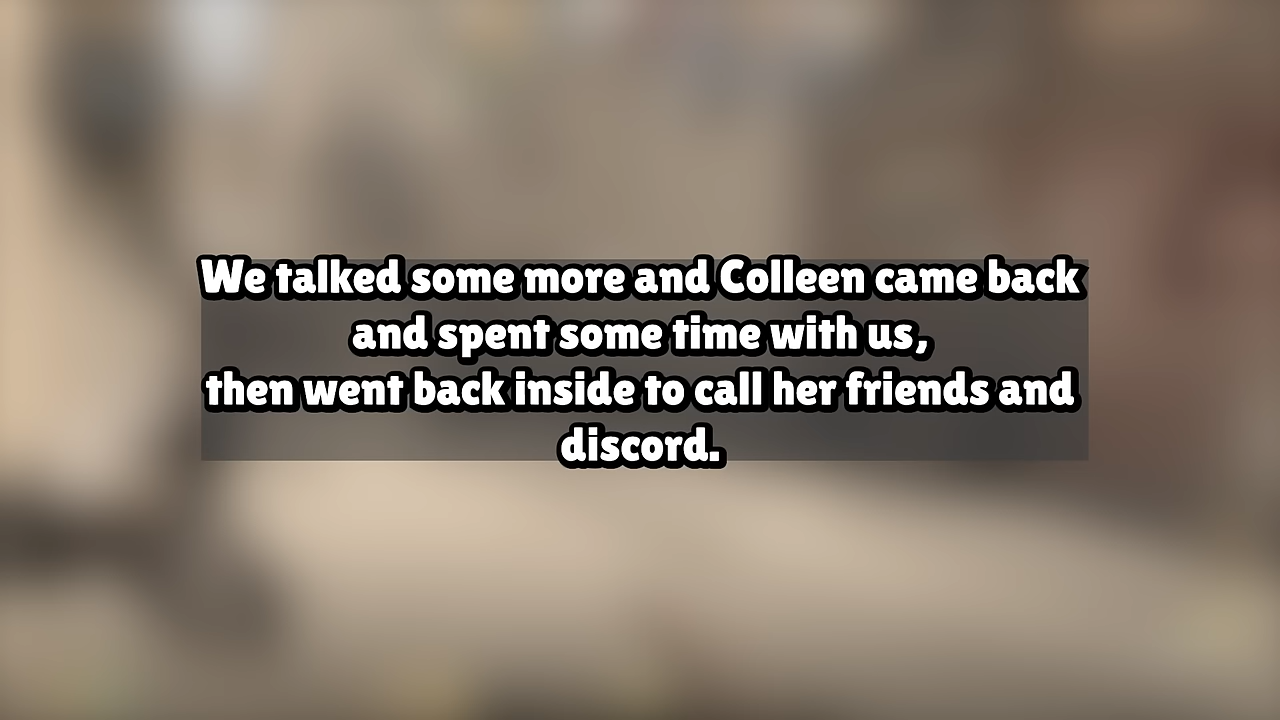 We talked some more and Colleen came back
and spent some time with us,
then went back inside to call her friends and
discord.